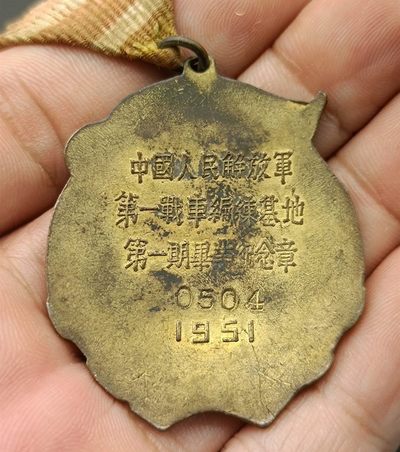 中國人民解放軍
第一戰車編練基地
第一期畢業紀念章
0504
1951